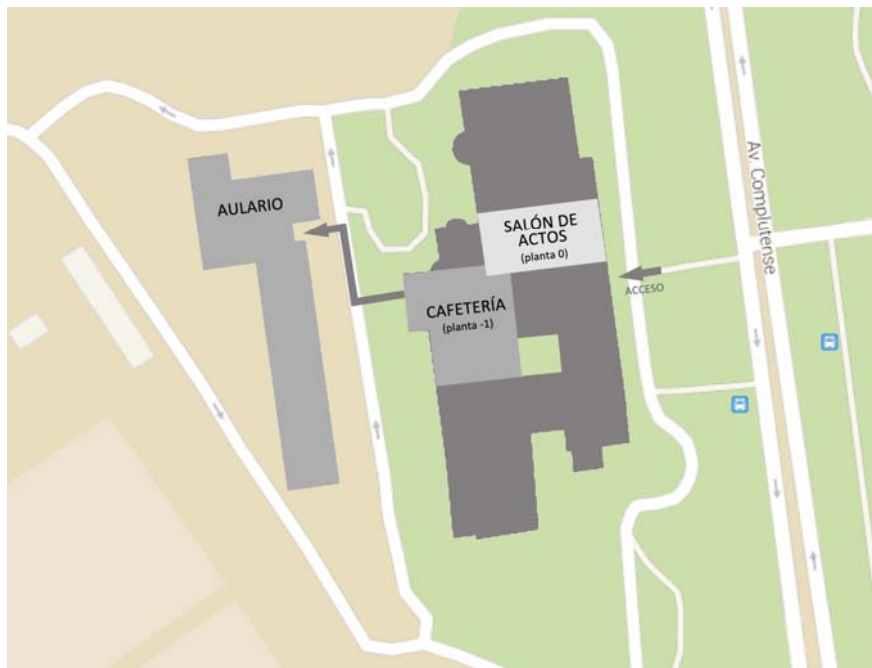 AULARIO
SALÓN DE
ACTOS
(planta 0)
Av. Complutense
ACCESO
CAFETERÍA
(planta -1)